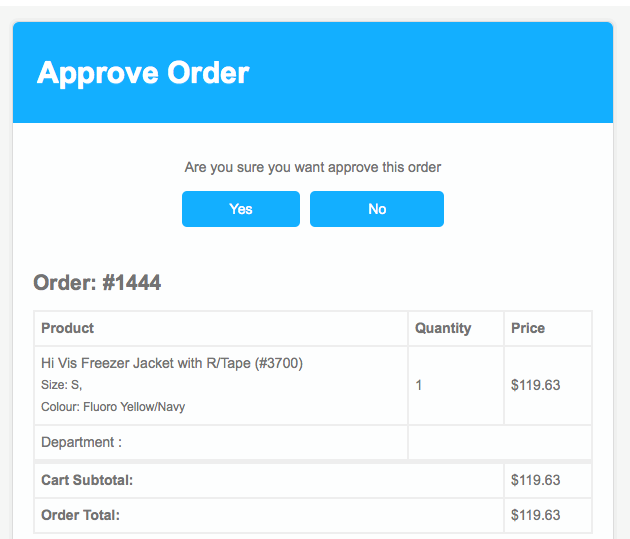 Approve Order
Are you sure you want approve this order
Yes No
Order: #1444
Product Quantity Price
Hi Vis Freezer Jacket with R/Tape (#3700)
Size: S,
1 $119.63
Colour: Fluoro Yellow/Navy
Department :
Cart Subtotal: $119.63
Order Total: $119.63